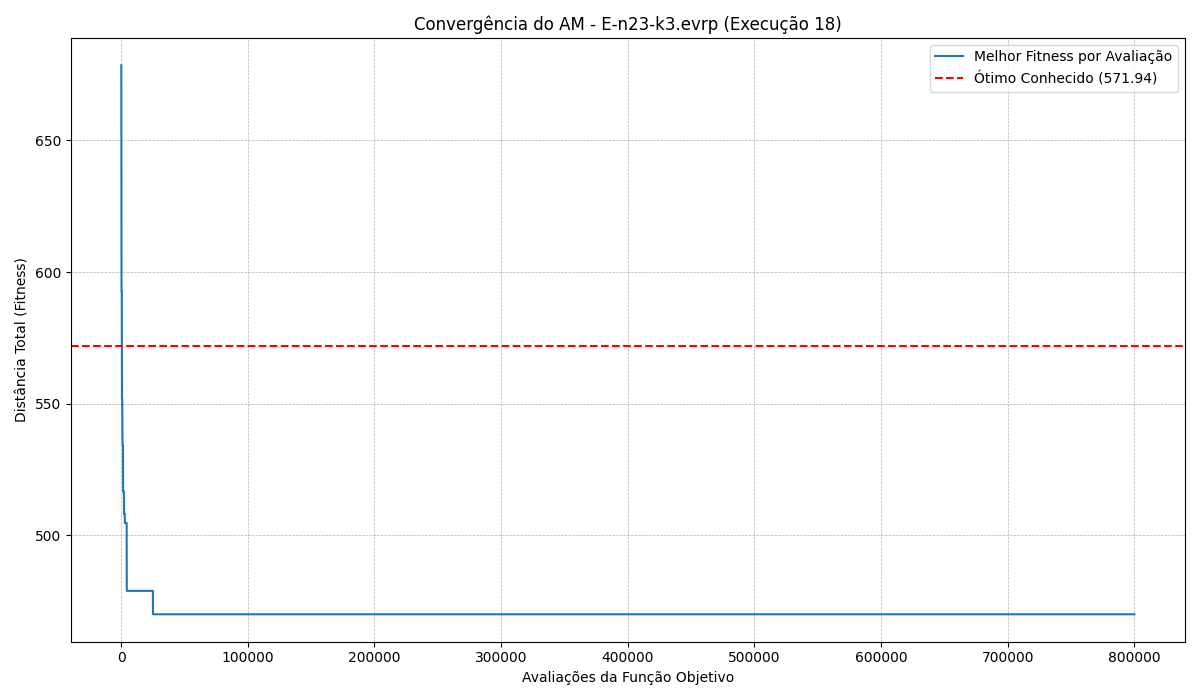 Convergência do AM - E-n23-k3.evrp (Execução 18)
Melhor Fitness por Avaliação
Ótimo Conhecido (571.94)
Distância Total (Fitness)
650
600
550
500
0
100000
200000
300000
400000
500000
600000
700000
800000
Avaliações da Função Objetivo